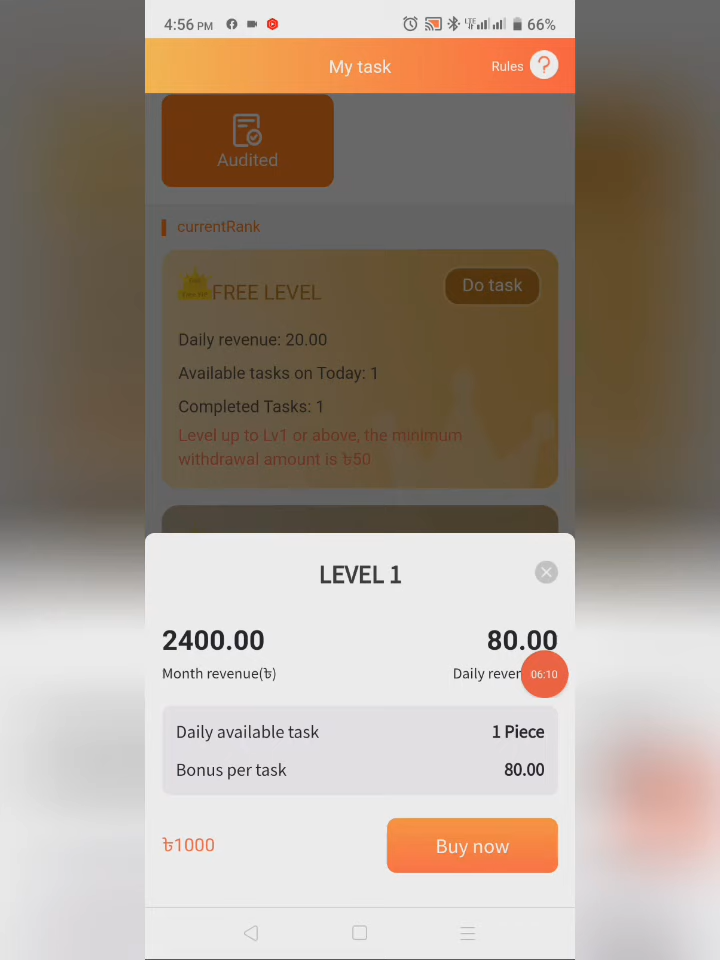 4:56 PM LTE 66%
My task
Rules ?
Audited
currentRank
FREE LEVEL
Do task
Daily revenue: 20.00
Available tasks on Today: 1
Completed Tasks: 1
Level up to Lv1 or above, the minimum
withdrawal amount is ৳50
LEVEL 1
2400.00 80.00
Month revenue(৳) Daily rever
06:10
Daily available task 1 Piece
Bonus per task 80.00
৳1000 Buy now